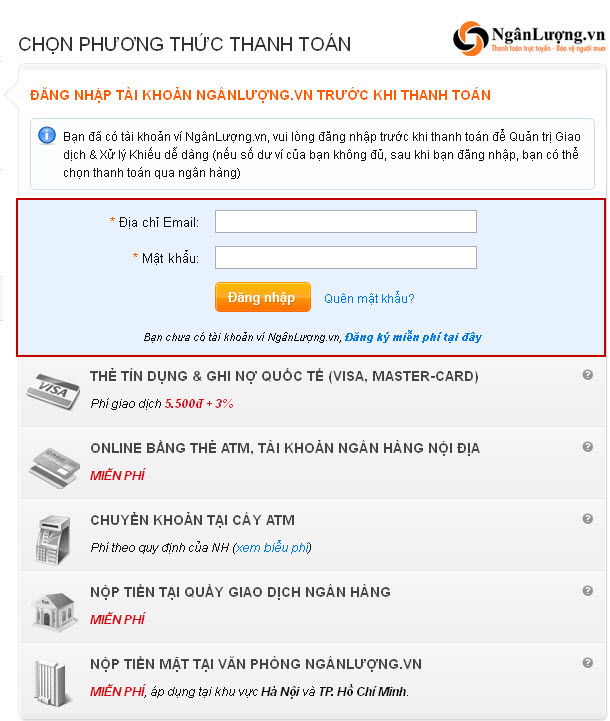 CHỌN PHƯƠNG THỨC THANH TOÁN
NgânLượng.vn
Thanh toán trực tuyến - Bảo vệ người mua
ĐĂNG NHẬP TÀI KHOẢN NGÂNLƯỢNG.VN TRƯỚC KHI THANH TOÁN
Bạn đã có tài khoản ví NgânLượng.vn, vui lòng đăng nhập trước khi thanh toán để Quản trị Giao
dịch & Xử lý Khiếu dễ dàng (nếu số dư ví của bạn không đủ, sau khi bạn đăng nhập, bạn có thể
chọn thanh toán qua ngân hàng)
* Địa chỉ Email:
* Mật khẩu:
Đăng nhập Quên mật khẩu?
Bạn chưa có tài khoản ví NgânLượng.vn, Đăng ký miễn phí tại đây
VISA
THẺ TÍN DỤNG & GHI NỢ QUỐC TẾ (VISA, MASTER-CARD) ?
Phí giao dịch 5.500đ + 3%
ONLINE BẰNG THẺ ATM, TÀI KHOẢN NGÂN HÀNG NỘI ĐỊA ?
MIỄN PHÍ
CHUYỂN KHOẢN TẠI CÂY ATM ?
Phí theo quy định của NH (xem biểu phí)
NỘP TIỀN TẠI QUẦY GIAO DỊCH NGÂN HÀNG ?
MIỄN PHÍ
NỘP TIỀN MẶT TẠI VĂN PHÒNG NGÂNLƯỢNG.VN ?
MIỄN PHÍ, áp dụng tại khu vực Hà Nội và TP. Hồ Chí Minh.